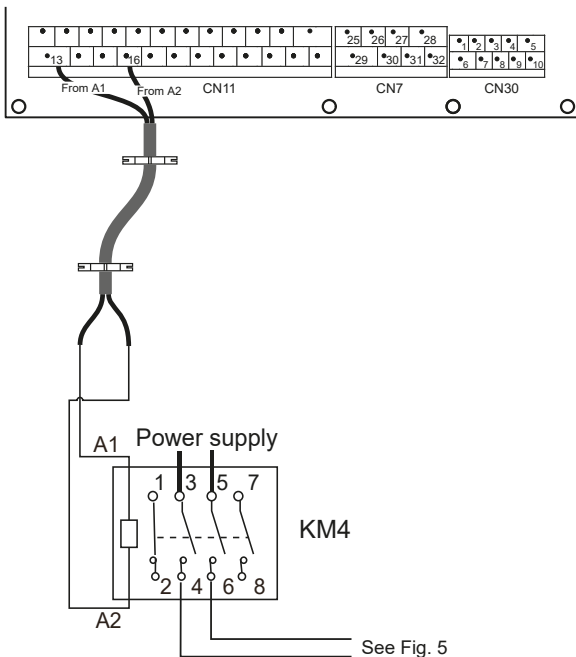 25 26 27 28
1 2 3 4 5
13 16 29 30 31 32
6 7 8 9 10
From A1 From A2 CN11 CN7 CN30
Power supply
A1
1 3 5 7
KM4
2 4 6 8
A2
See Fig. 5